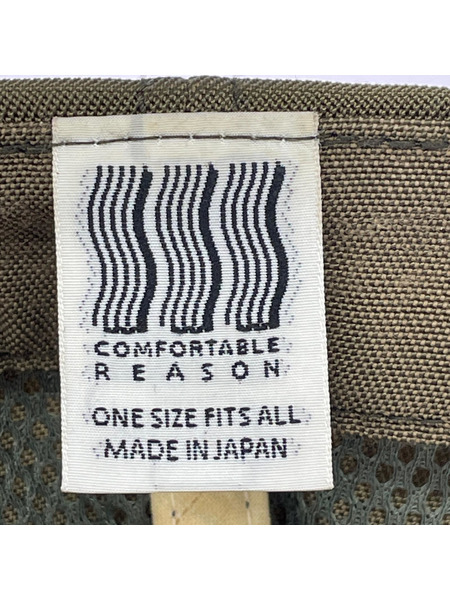 COMFORTABLE
REASON
ONE SIZE FITS ALL
MADE IN JAPAN